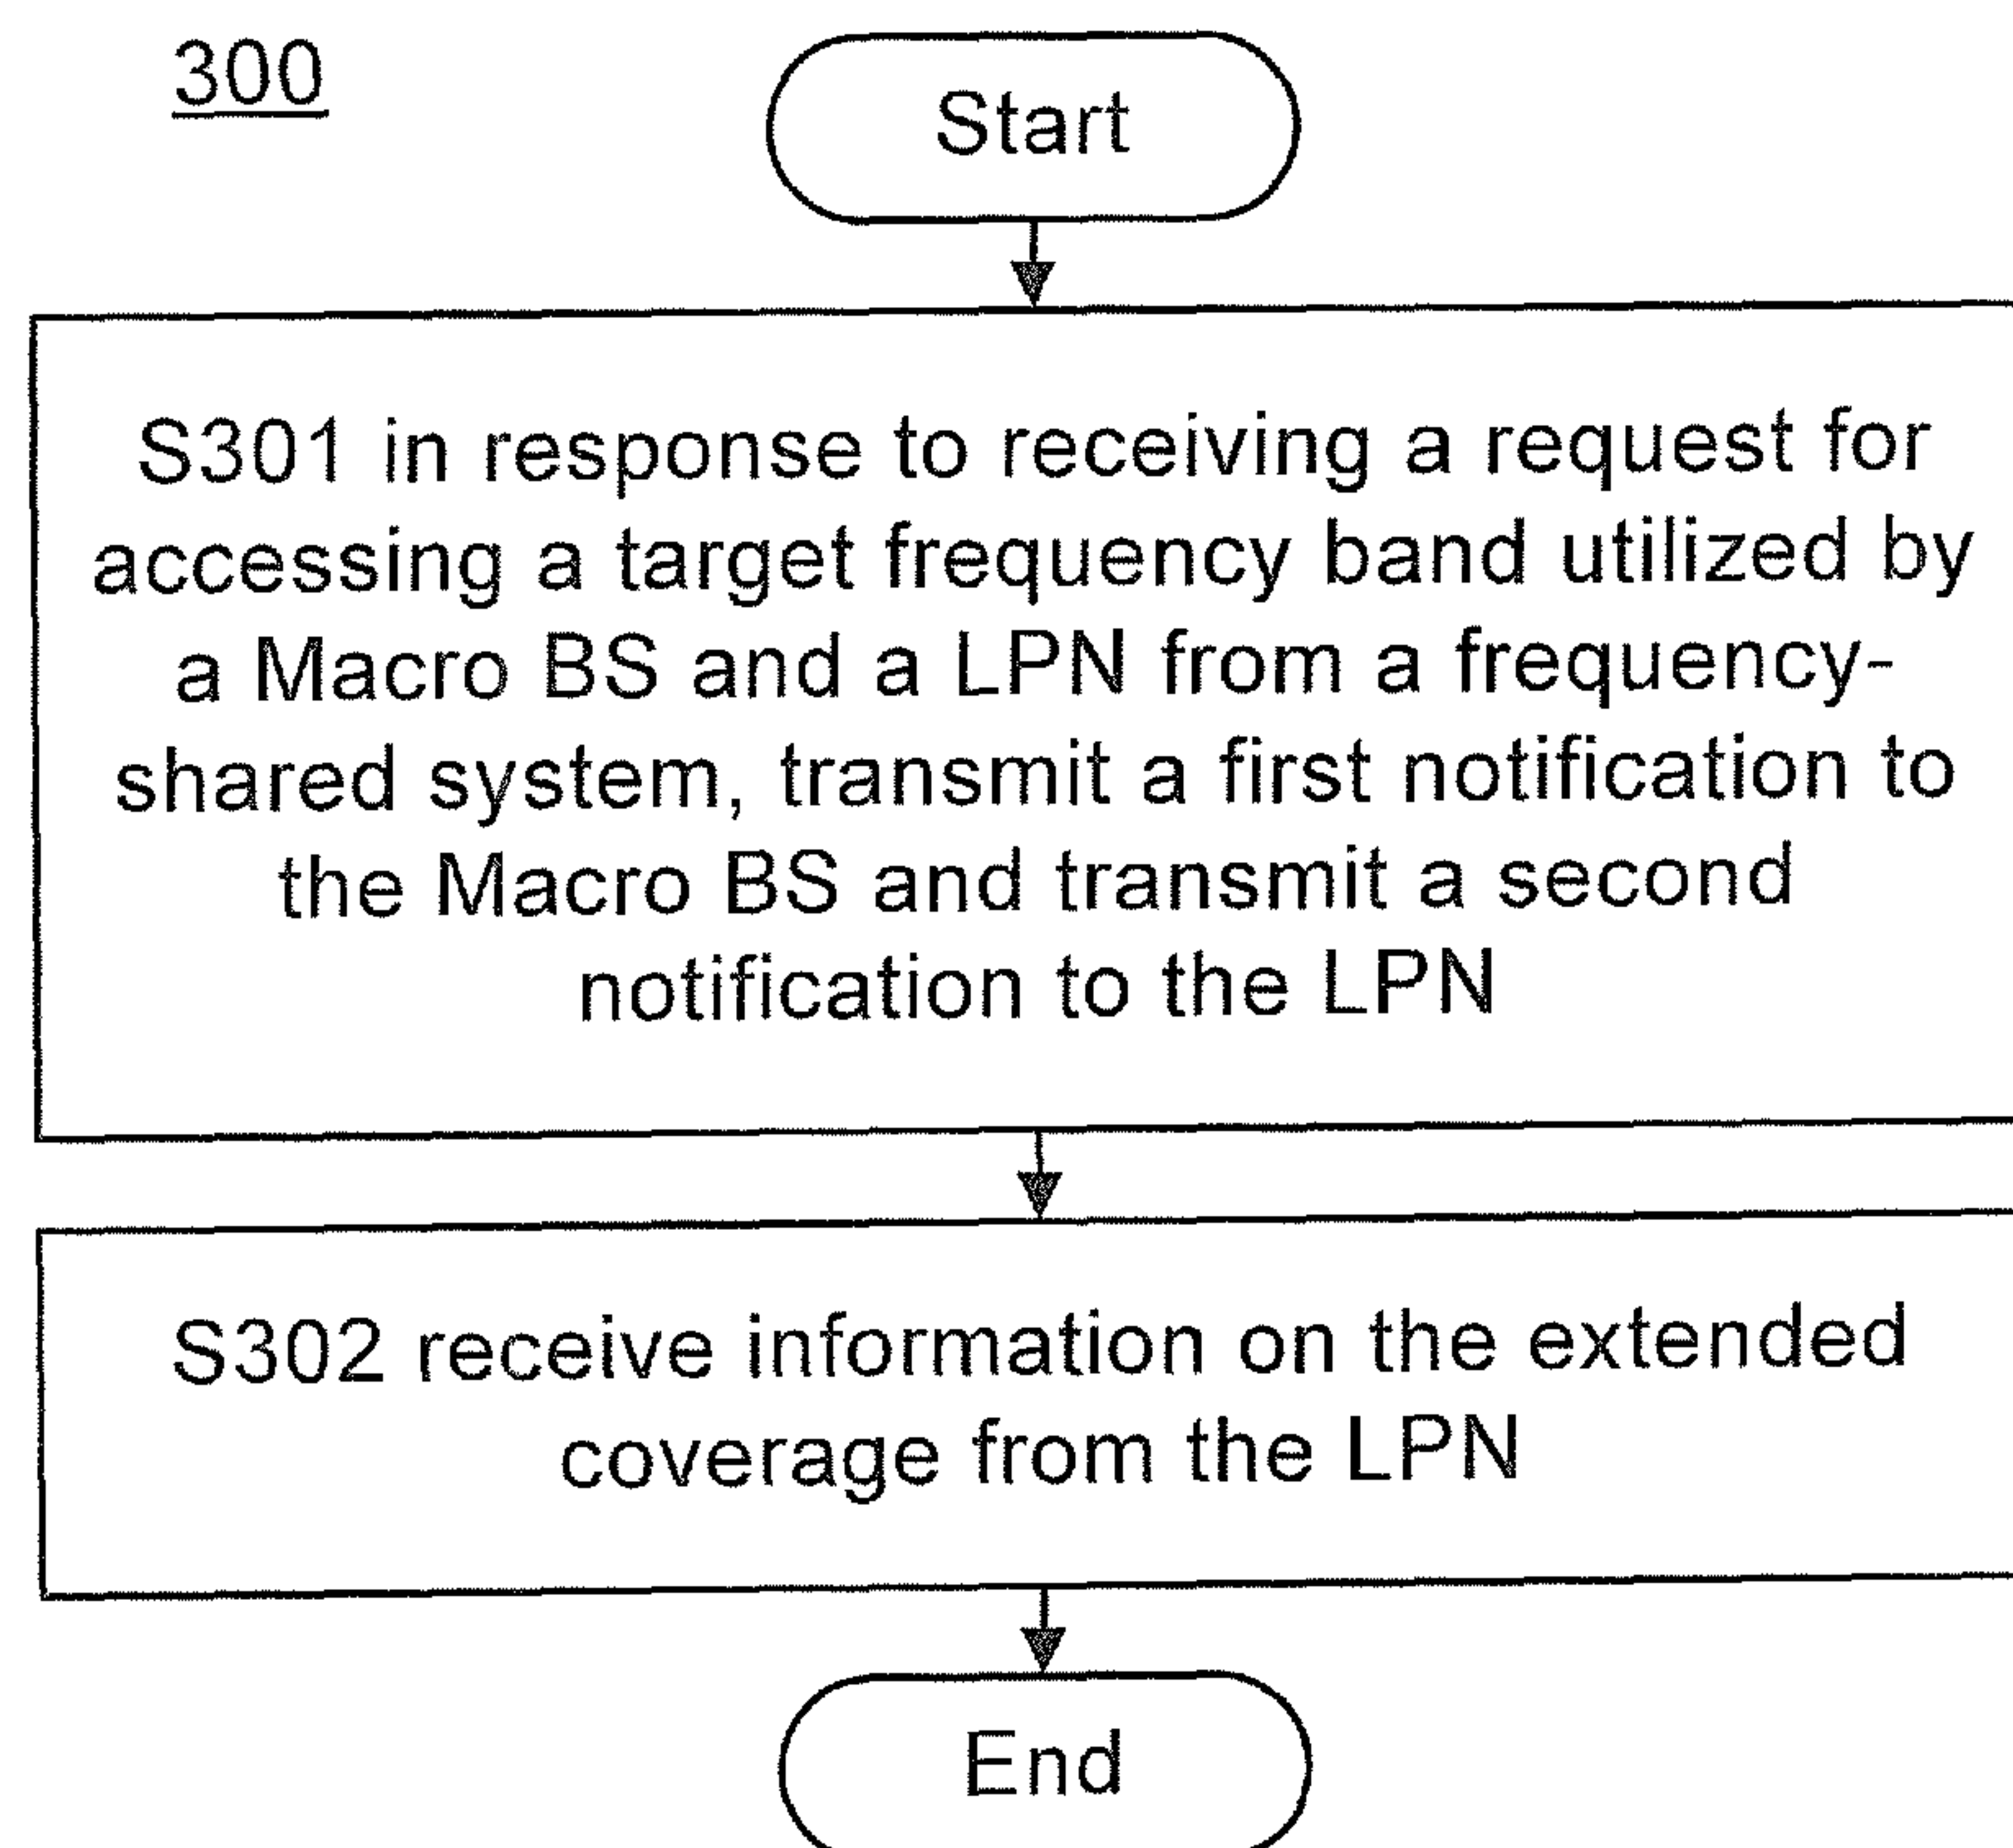 300
Start
S301 in response to receiving a request for
accessing a target frequency band utilized by
a Macro BS and a LPN from a frequency-
shared system, transmit a first notification to
the Macro BS and transmit a second
notification to the LPN
S302 receive information on the extended
coverage from the LPN
End